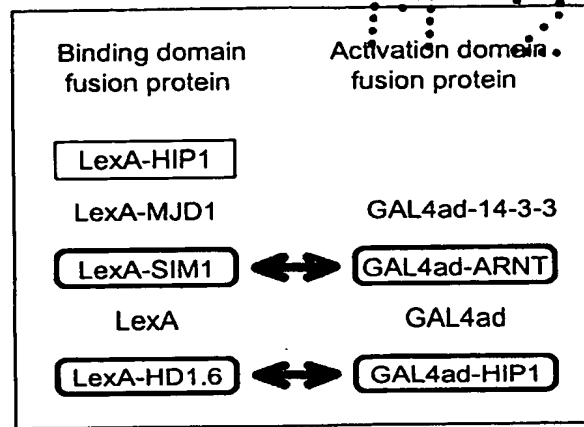 Binding domain
fusion protein
Activation domain
fusion protein
LexA-HIP1
LexA-MJD1 GAL4ad-14-3-3
LexA-SIM1 GAL4ad-ARNT
LexA GAL4ad
LexA-HD1.6 GAL4ad-HIP1